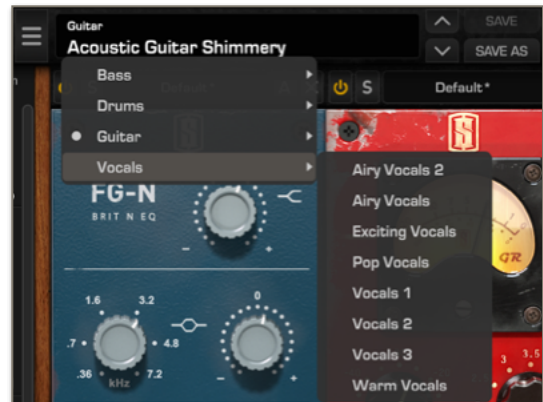 Guitar
SAVE
Acoustic Guitar Shimmery
SAVE AS
Bass
Default*
A
S
Default*
Drums
Guitar
Vocals
FG-N
BRIT N EQ
Airy Vocals 2
Airy Vocals
Exciting Vocals
Pop Vocals
Vocals 1
Vocals 2
Vocals 3
Warm Vocals
GR
- +
1.6 3.2
.7 4.8
.36 7.2
kHz
0
- +
3 3.5